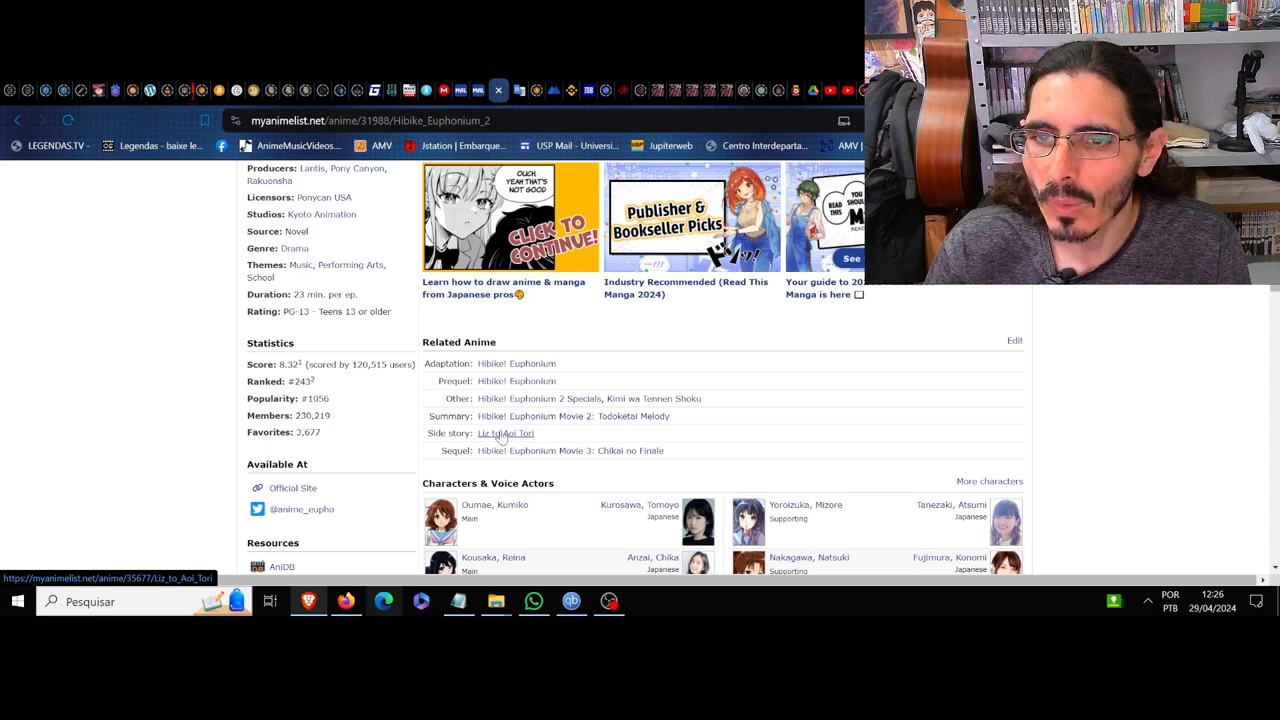 myanimelist.net/anime/31988/Hibike_Euphonium_2
LEGENDAS.TV -
Legendas - baixe le...
AnimeMusicVideos....
AMV
Jstation | Embarque...
USP Mail - Univers...
Jupiterweb
Centro Interdeparta...
AMV |
Producers: Lantis, Pony Canyon,
Rakuonsha
Licensors: Ponycan USA
Studios: Kyoto Animation
Source: Novel
Genre: Drama
Themes: Music, Performing Arts,
School
Duration: 23 min. per ep.
Rating: PG-13 - Teens 13 or older
Statistics
Score: 8.32¹ (scored by 120,515 users)
Ranked: #243²
Popularity: #1056
Members: 230,219
Favorites: 3,677
Available At
Official Site
@anime_eupho
Resources
AniDB
OUCH,
YEAH THAT'S
NOT GOOD
CLICK TO
CONTINUE!
Learn how to draw anime & manga
from Japanese pros
Publisher &
Bookseller Picks
Industry Recommended (Read This
Manga 2024)
READ
YOU
SHOU
READ
THIS
See
Your guide to 20
Manga is here
Related Anime
Edit
Adaptation: Hibike! Euphonium
Prequel: Hibike! Euphonium
Other: Hibike! Euphonium 2 Specials, Kimi wa Tennen Shoku
Summary: Hibike! Euphonium Movie 2: Todoketai Melody
Side story: Liz to Aoi Tori
Sequel: Hibike! Euphonium Movie 3: Chikai no Finale
Characters & Voice Actors
More characters
Oumae, Kumiko
Main
Kurosawa, Tomoyo
Japanese
Yoroizuka, Mizore
Supporting
Tanezaki, Atsumi
Japanese
Kousaka, Reina
Main
Anzai, Chika
Japanese
Nakagawa, Natsuki
Supporting
Fujimura, Konomi
Japanese
https://myanimelist.net/anime/35677/Liz_to_Aoi_Tori
Pesquisar
POR
PTB
12:26
29/04/2024